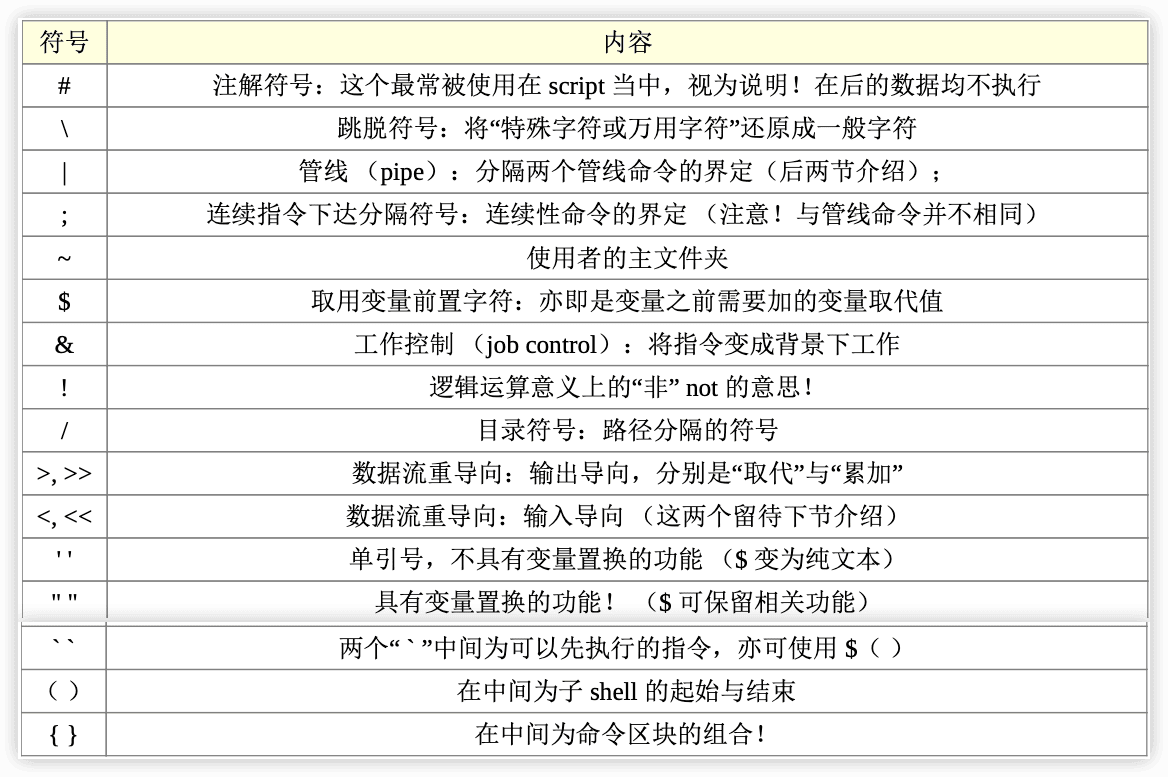 符号 内容
# 注解符号：这个最常被使用在 script 当中，视为说明！在后的数据均不执行
\ 跳脱符号：将“特殊字符或万用字符”还原成一般字符
| 管线 （pipe）：分隔两个管线命令的界定（后两节介绍）；
; 连续指令下达分隔符号：连续性命令的界定 （注意！与管线命令并不相同）
~ 使用者的主文件夹
$ 取用变量前置字符：亦即是变量之前需要加的变量取代值
& 工作控制 （job control）：将指令变成背景下工作
! 逻辑运算意义上的“非” not 的意思！
/ 目录符号：路径分隔的符号
>, >> 数据流重导向：输出导向，分别是“取代”与“累加”
<, << 数据流重导向：输入导向 （这两个留待下节介绍）
' ' 单引号，不具有变量置换的功能 （$ 变为纯文本）
" " 具有变量置换的功能！ （$ 可保留相关功能）
` ` 两个“ ` ”中间为可以先执行的指令，亦可使用 $（ ）
（ ） 在中间为子 shell 的起始与结束
{ } 在中间为命令区块的组合！